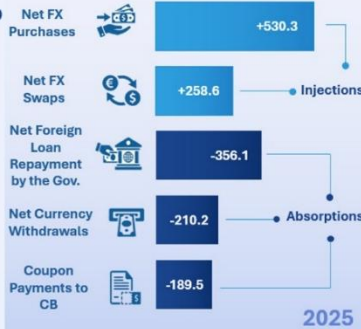 Net FX
Purchases
+530.3
Net FX
Swaps
+258.6
Injections
Net Foreign
Loan
Repayment
by the Gov.
-356.1
Net Currency
Withdrawals
-210.2
Absorptions
Coupon
Payments to
CB
-189.5
2025